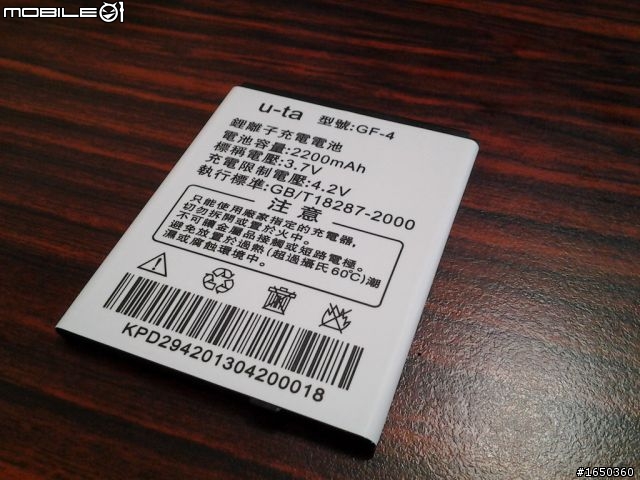 MOBILE01
u-ta 型號:GF-4
鋰離子充電電池
電池容量:2200mAh
標稱電壓:3.7V
充電限制電壓:4.2V
執行標準:GB/T18287-2000
注意
只能使用廠家指定的充電器,
切勿拆開或置於火中。
不可讓金屬品接觸或短路電極。
避免放置於過熱(超過攝氏60℃)潮
濕或腐蝕環境中。
KPD294201304200018
#1650360